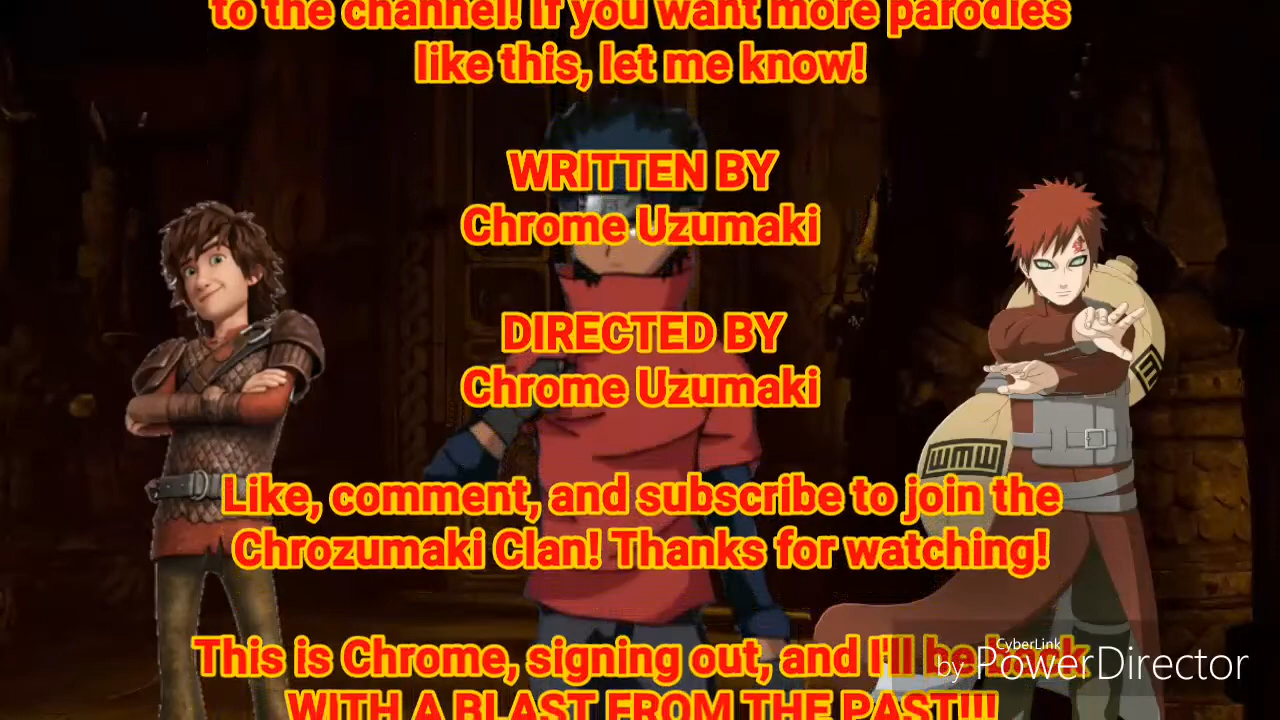 to the channel! If you want more parodies
like this, let me know!
WRITTEN BY
Chrome Uzumaki
DIRECTED BY
Chrome Uzumaki
Like, comment, and subscribe to join the
Chrozumaki Clan! Thanks for watching!
This is Chrome, signing out, and I'll be back
WITH A BLAST FROM THE PAST!!!
CyberLink
by PowerDirector